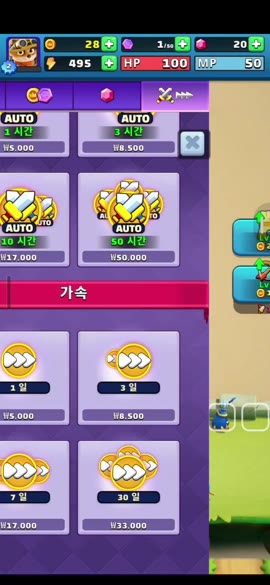 28
1/50
20
495
HP 100
MP 50
AUTO
AUTO
1 시간
3 시간
₩5.000
₩8.500
AUTO
AUTO
10 시간
50 시간
₩17.000
₩50.000
가속
1 일
3 일
₩5.000
₩8.500
7 일
30 일
₩17.000
₩33.000